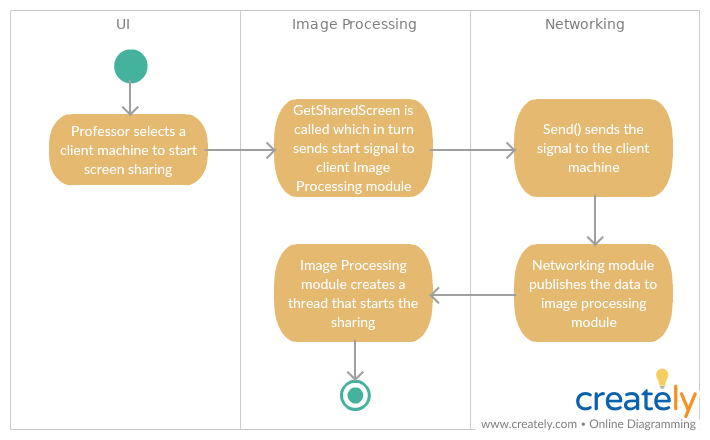 UI
Image Processing
Networking
Professor selects a
client machine to start
screen sharing
GetSharedScreen is
called which in turn
sends start signal to
client Image
Processing module
Send() sends the
signal to the client
machine
Networking module
publishes the data to
image processing
module
Image Processing
module creates a
thread that starts the
sharing
creately
www.creately.com • Online Diagramming